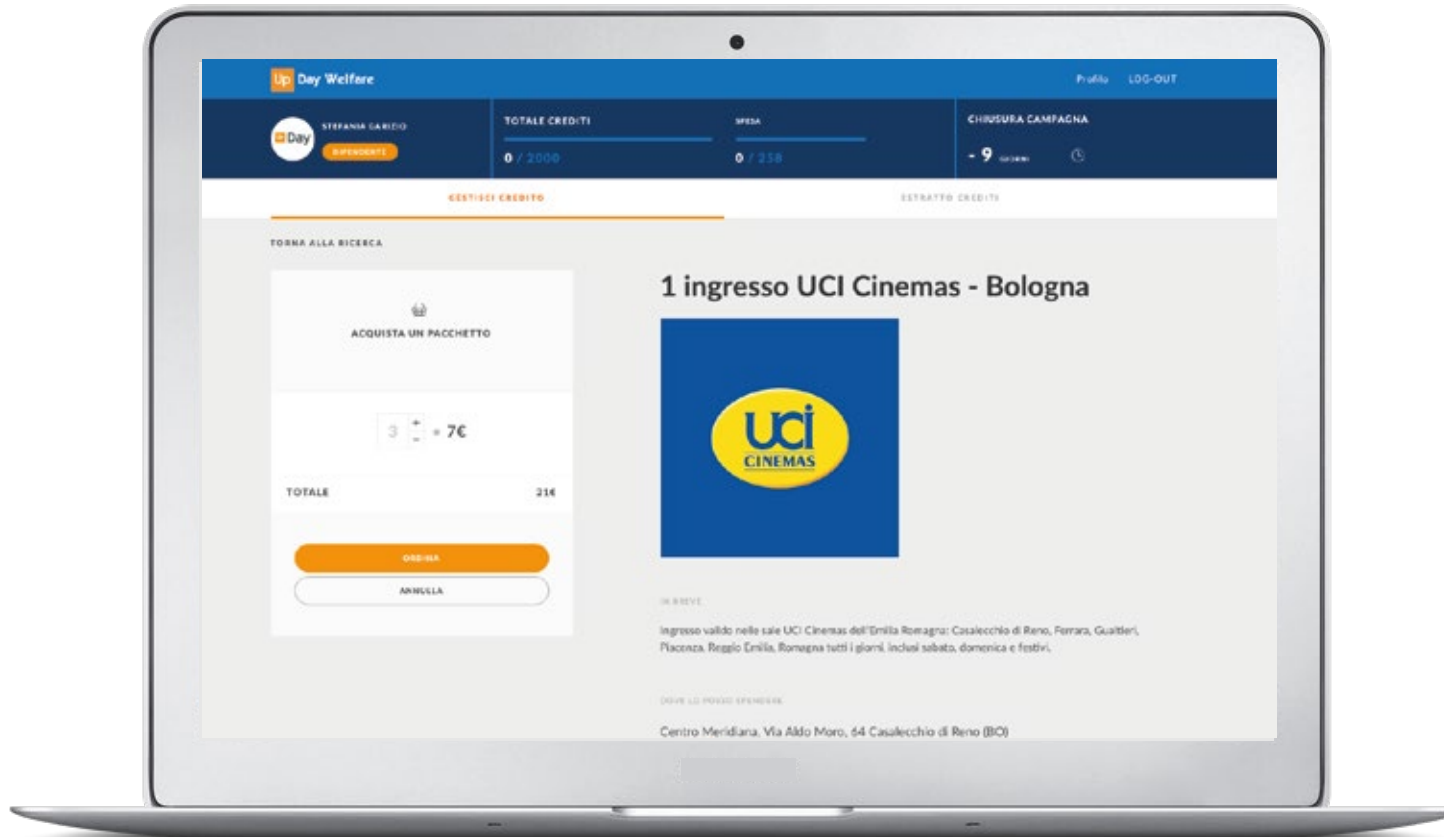 Up Day Welfare
Profilo LOG-OUT
Day
STEFANIA GARIZIO
DIPENDENTE
TOTALE CREDITI
0 / 2000
SPESA
0 / 258
CHIUSURA CAMPAGNA
- 9 GIORNI
GESTISCI CREDITO
ESTRATTO CREDITI
TORNA ALLA RICERCA
ACQUISTA UN PACCHETTO
3 + - 7€
TOTALE 21€
ORDINA
ANNULLA
1 ingresso UCI Cinemas - Bologna
uci
CINEMAS
IN BREVE
Ingresso valido nelle sale UCI Cinemas dell'Emilia Romagna: Casalecchio di Reno, Ferrara, Gualtieri,
Piacenza, Reggio Emilia, Romagna tutti i giorni, inclusi sabato, domenica e festivi.
DOVE LO POSSO SPENDERE
Centro Meridiana, Via Aldo Moro, 64 Casalecchio di Reno (BO)